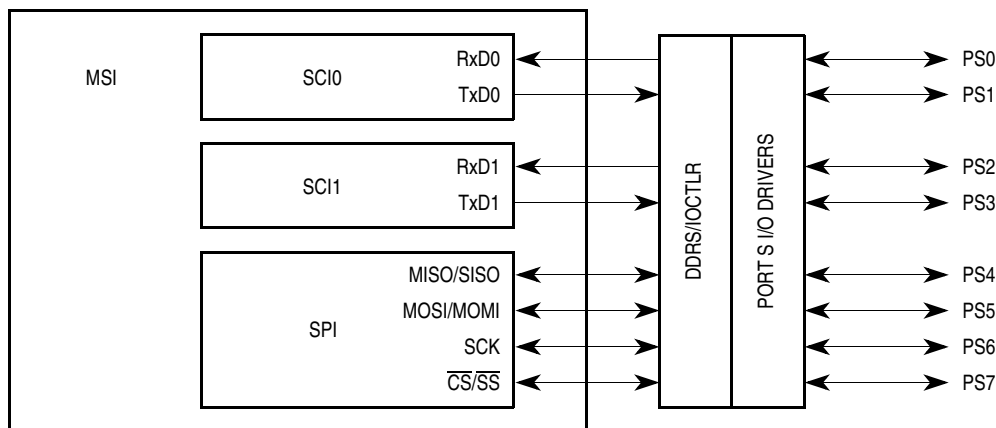 MSI
SCI0
RxD0
TxD0
SCI1
RxD1
TxD1
SPI
MISO/SISO
MOSI/MOMI
SCK
CS/SS
DDRS/IOCTLR
PORT S I/O DRIVERS
PS0
PS1
PS2
PS3
PS4
PS5
PS6
PS7